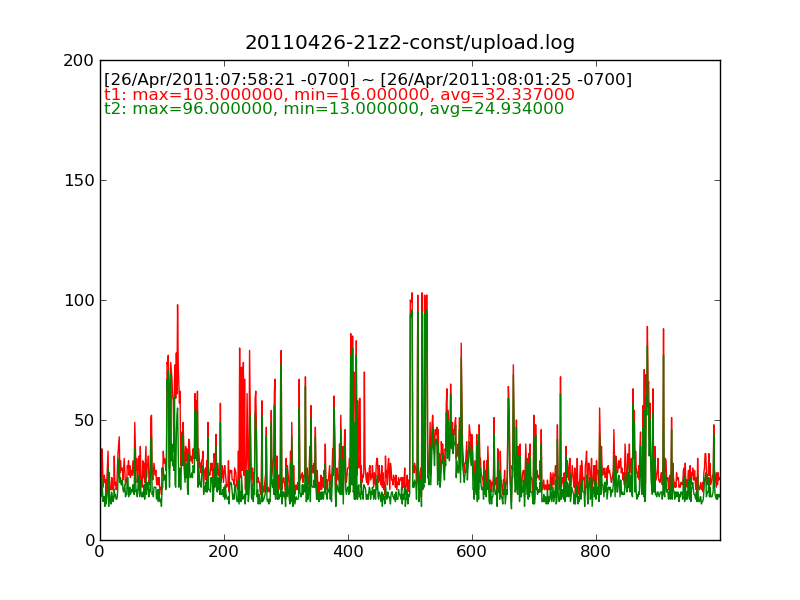 20110426-21z2-const/upload.log
200
[26/Apr/2011:07:58:21 -0700] ~ [26/Apr/2011:08:01:25 -0700]
t1: max=103.000000, min=16.000000, avg=32.337000
t2: max=96.000000, min=13.000000, avg=24.934000
150
100
50
0
0 200 400 600 800